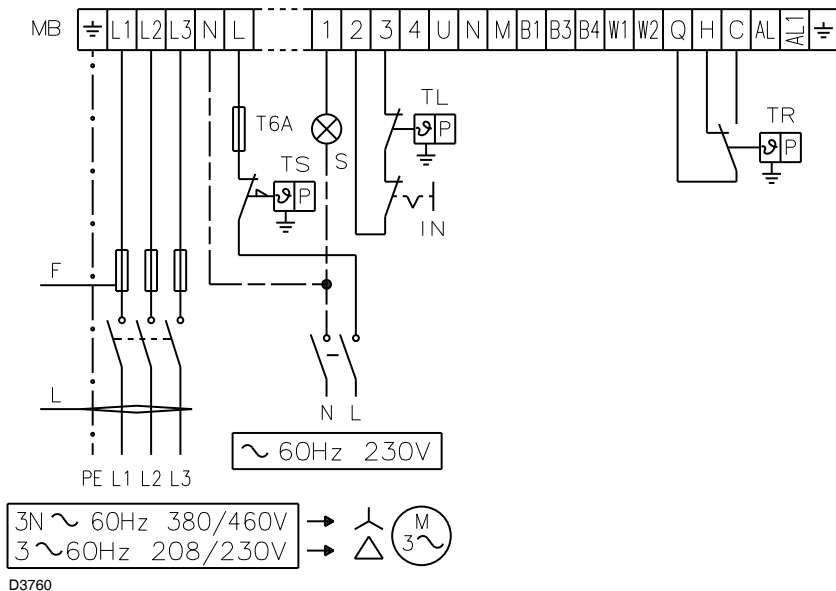 MB L1 L2 L3 N L 1 2 3 4 U N M B1 B3 B4 W1 W2 Q H C AL AL1
TL
T6A
ϑ P
TR
S
ϑ P
TS
ϑ P
IN
F
L
N L
∼ 60Hz 230V
PE L1 L2 L3
3N ∼ 60Hz 380/460V
M
3∼
3 ∼ 60Hz 208/230V
D3760